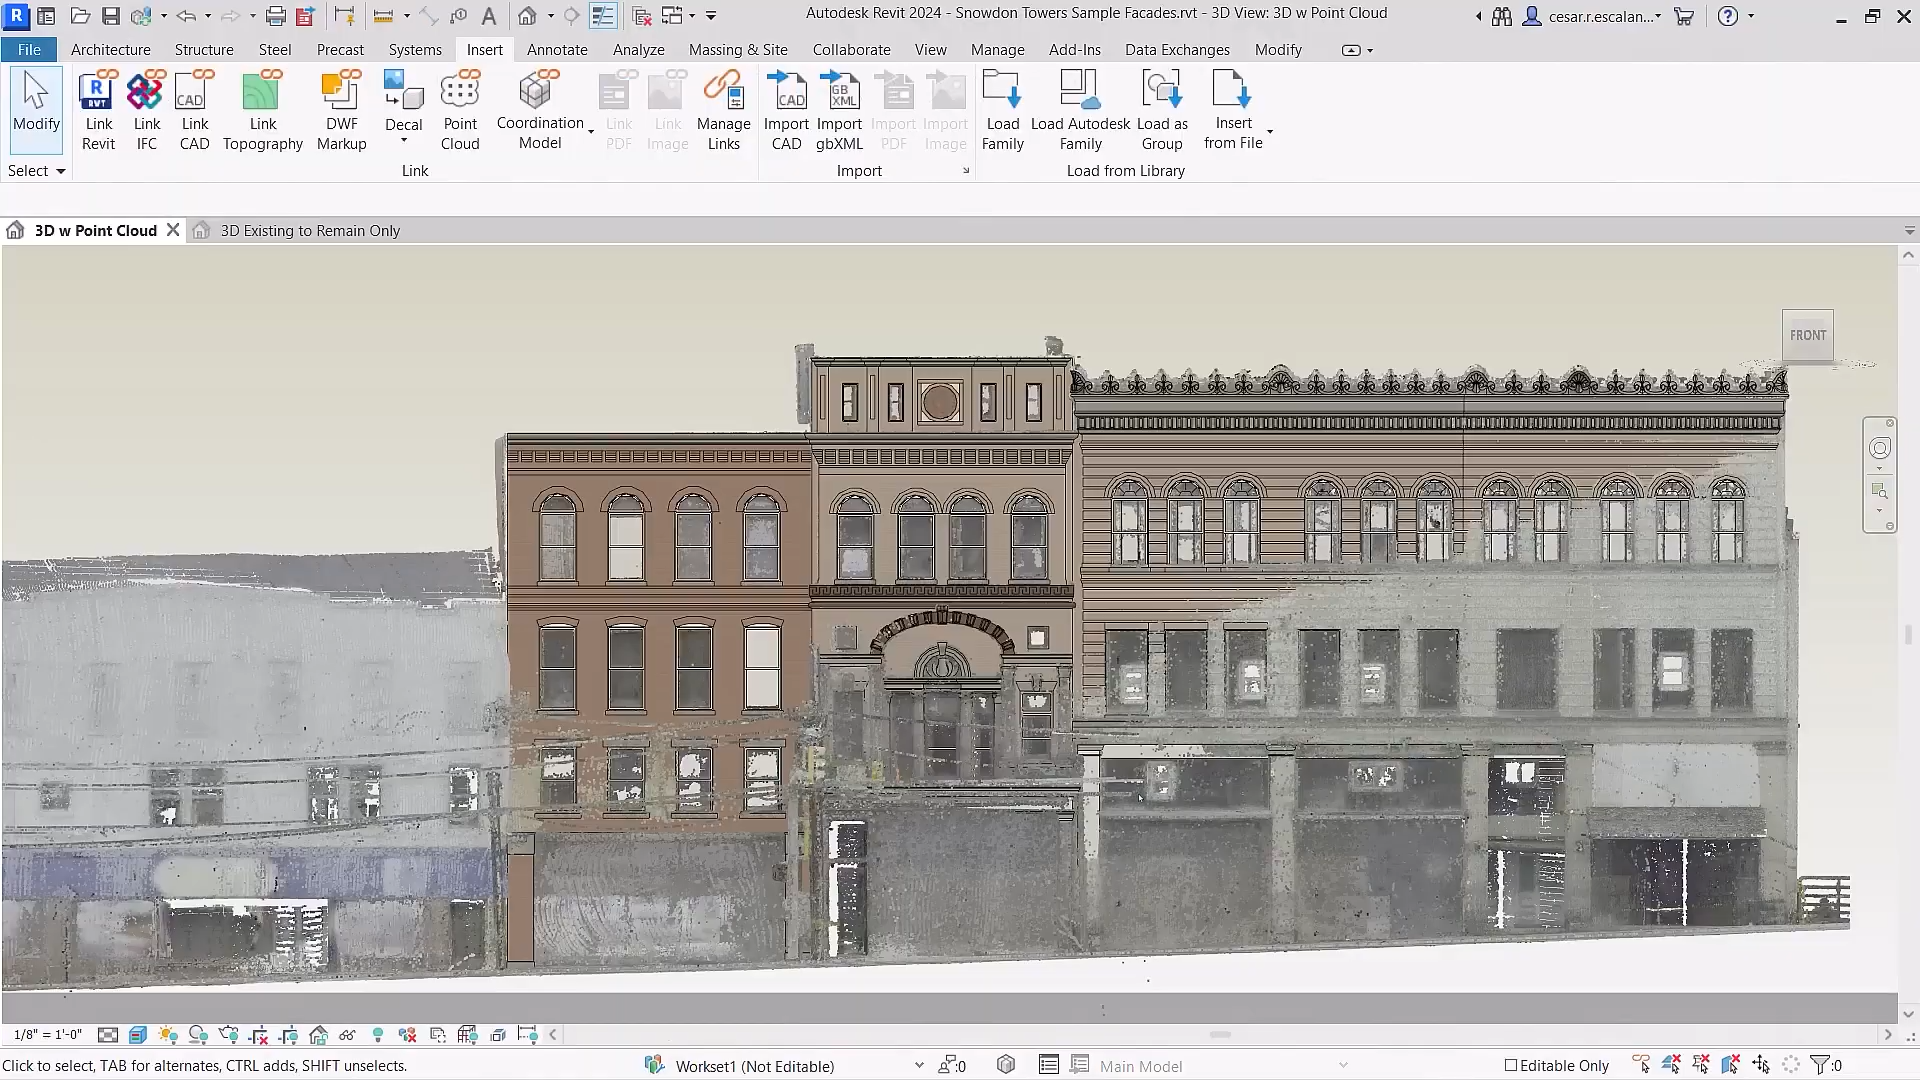 R
A
Autodesk Revit 2024 - Snowdon Towers Sample Facades.rvt - 3D View: 3D w Point Cloud
cesar.r.escalan...
?
File
Architecture
Structure
Steel
Precast
Systems
Insert
Annotate
Analyze
Massing & Site
Collaborate
View
Manage
Add-Ins
Data Exchanges
Modify
R
RVT
CAD
CAD
GB
XML
Modify
Link
Revit
Link
IFC
Link
CAD
Link
Topography
DWF
Markup
Decal
Point
Cloud
Coordination
Model
Link
PDF
Link
Image
Manage
Links
Import
CAD
Import
gbXML
Import
PDF
Import
Image
Load
Family
Load Autodesk
Family
Load as
Group
Insert
from File
Select
Link
Import
Load from Library
3D w Point Cloud
3D Existing to Remain Only
FRONT
1/8" = 1'-0"
Click to select, TAB for alternates, CTRL adds, SHIFT unselects.
Workset1 (Not Editable)
:0
Main Model
Editable Only
:0